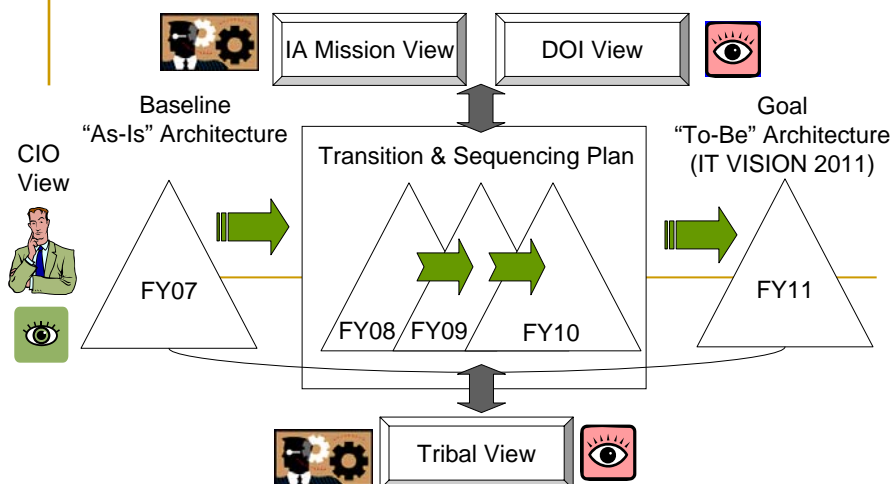 IA Mission View
DOI View
Baseline
“As-Is” Architecture
Goal
“To-Be” Architecture
(IT VISION 2011)
CIO
View
Transition & Sequencing Plan
FY07
FY08
FY09
FY10
FY11
Tribal View